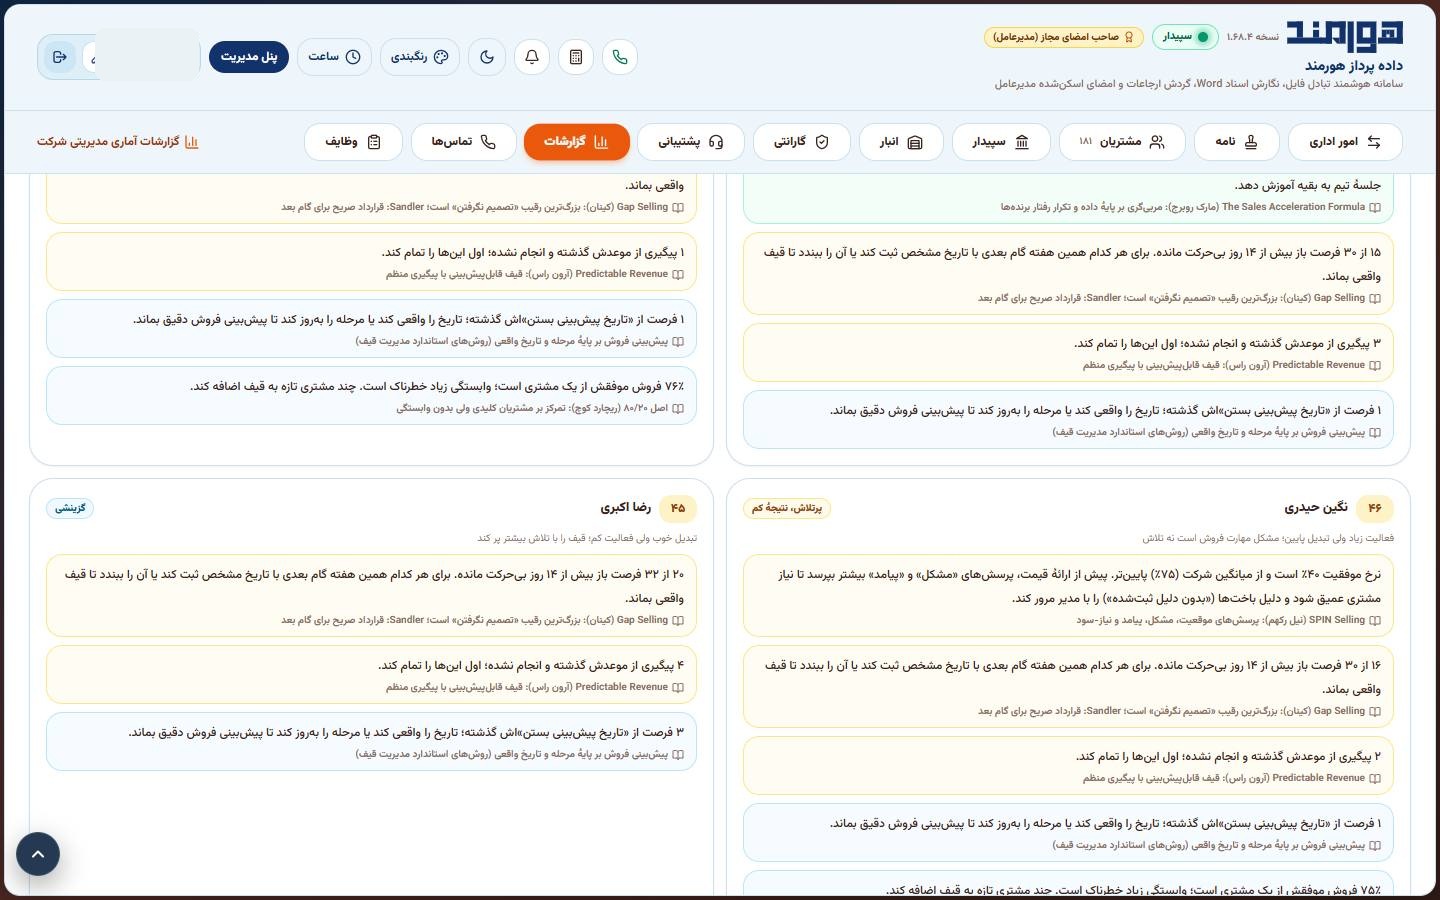 هورمند
نسخه ۱.۶۸.۴
سپیدار
صاحب امضای مجاز (مدیرعامل)
داده پرداز هورمند
سامانه هوشمند تبادل فایل، نگارش اسناد Word، گردش ارجاعات و امضای اسکن‌شده مدیرعامل
رنگبندی
ساعت
پنل مدیریت
امور اداری
نامه
مشتریان ۱۸۱
سپیدار
انبار
گارانتی
پشتیبانی
گزارشات
تماس‌ها
وظایف
گزارشات آماری مدیریتی شرکت
جلسهٔ تیم به بقیه آموزش دهد.
The Sales Acceleration Formula (مارک روبرج): مربی‌گری بر پایهٔ داده و تکرار رفتار برنده‌ها
۱۵ از ۳۰ فرصت باز بیش از ۱۴ روز بی‌حرکت مانده. برای هر کدام همین هفته گام بعدی با تاریخ مشخص ثبت کند یا آن را ببندد تا قیف
واقعی بماند.
Gap Selling (کینان): بزرگ‌ترین رقیب «تصمیم نگرفتن» است؛ Sandler: قرارداد صریح برای گام بعد
۳ پیگیری از موعدش گذشته و انجام نشده؛ اول این‌ها را تمام کند.
Predictable Revenue (آرون راس): قیف قابل‌پیش‌بینی با پیگیری منظم
۱ فرصت از «تاریخ پیش‌بینی بستن»‌اش گذشته؛ تاریخ را واقعی کند یا مرحله را به‌روز کند تا پیش‌بینی فروش دقیق بماند.
پیش‌بینی فروش بر پایهٔ مرحله و تاریخ واقعی (روش‌های استاندارد مدیریت قیف)
واقعی بماند.
Gap Selling (کینان): بزرگ‌ترین رقیب «تصمیم نگرفتن» است؛ Sandler: قرارداد صریح برای گام بعد
۱ پیگیری از موعدش گذشته و انجام نشده؛ اول این‌ها را تمام کند.
Predictable Revenue (آرون راس): قیف قابل‌پیش‌بینی با پیگیری منظم
۱ فرصت از «تاریخ پیش‌بینی بستن»‌اش گذشته؛ تاریخ را واقعی کند یا مرحله را به‌روز کند تا پیش‌بینی فروش دقیق بماند.
پیش‌بینی فروش بر پایهٔ مرحله و تاریخ واقعی (روش‌های استاندارد مدیریت قیف)
۷۶٪ فروش موفقش از یک مشتری است؛ وابستگی زیاد خطرناک است. چند مشتری تازه به قیف اضافه کند.
اصل ۸۰/۲۰ (ریچارد کوچ): تمرکز بر مشتریان کلیدی ولی بدون وابستگی
۴۶ نگین حیدری
پرتلاش، نتیجهٔ کم
فعالیت زیاد ولی تبدیل پایین؛ مشکل مهارت فروش است نه تلاش
نرخ موفقیت ۴۰٪ است و از میانگین شرکت (۷۵٪) پایین‌تر. پیش از ارائهٔ قیمت، پرسش‌های «مشکل» و «پیامد» بیشتر بپرسد تا نیاز
مشتری عمیق شود و دلیل باخت‌ها («بدون دلیل ثبت‌شده») را با مدیر مرور کند.
SPIN Selling (نیل رکهم): پرسش‌های موقعیت، مشکل، پیامد و نیاز-سود
۱۶ از ۳۰ فرصت باز بیش از ۱۴ روز بی‌حرکت مانده. برای هر کدام همین هفته گام بعدی با تاریخ مشخص ثبت کند یا آن را ببندد تا قیف
واقعی بماند.
Gap Selling (کینان): بزرگ‌ترین رقیب «تصمیم نگرفتن» است؛ Sandler: قرارداد صریح برای گام بعد
۲ پیگیری از موعدش گذشته و انجام نشده؛ اول این‌ها را تمام کند.
Predictable Revenue (آرون راس): قیف قابل‌پیش‌بینی با پیگیری منظم
۱ فرصت از «تاریخ پیش‌بینی بستن»‌اش گذشته؛ تاریخ را واقعی کند یا مرحله را به‌روز کند تا پیش‌بینی فروش دقیق بماند.
پیش‌بینی فروش بر پایهٔ مرحله و تاریخ واقعی (روش‌های استاندارد مدیریت قیف)
۷۵٪ فروش موفقش از یک مشتری است؛ وابستگی زیاد خطرناک است. چند مشتری تازه به قیف اضافه کند.
۴۵ رضا اکبری
گزینشی
تبدیل خوب ولی فعالیت کم؛ قیف را با تلاش بیشتر پر کند
۲۰ از ۳۲ فرصت باز بیش از ۱۴ روز بی‌حرکت مانده. برای هر کدام همین هفته گام بعدی با تاریخ مشخص ثبت کند یا آن را ببندد تا قیف
واقعی بماند.
Gap Selling (کینان): بزرگ‌ترین رقیب «تصمیم نگرفتن» است؛ Sandler: قرارداد صریح برای گام بعد
۴ پیگیری از موعدش گذشته و انجام نشده؛ اول این‌ها را تمام کند.
Predictable Revenue (آرون راس): قیف قابل‌پیش‌بینی با پیگیری منظم
۳ فرصت از «تاریخ پیش‌بینی بستن»‌اش گذشته؛ تاریخ را واقعی کند یا مرحله را به‌روز کند تا پیش‌بینی فروش دقیق بماند.
پیش‌بینی فروش بر پایهٔ مرحله و تاریخ واقعی (روش‌های استاندارد مدیریت قیف)